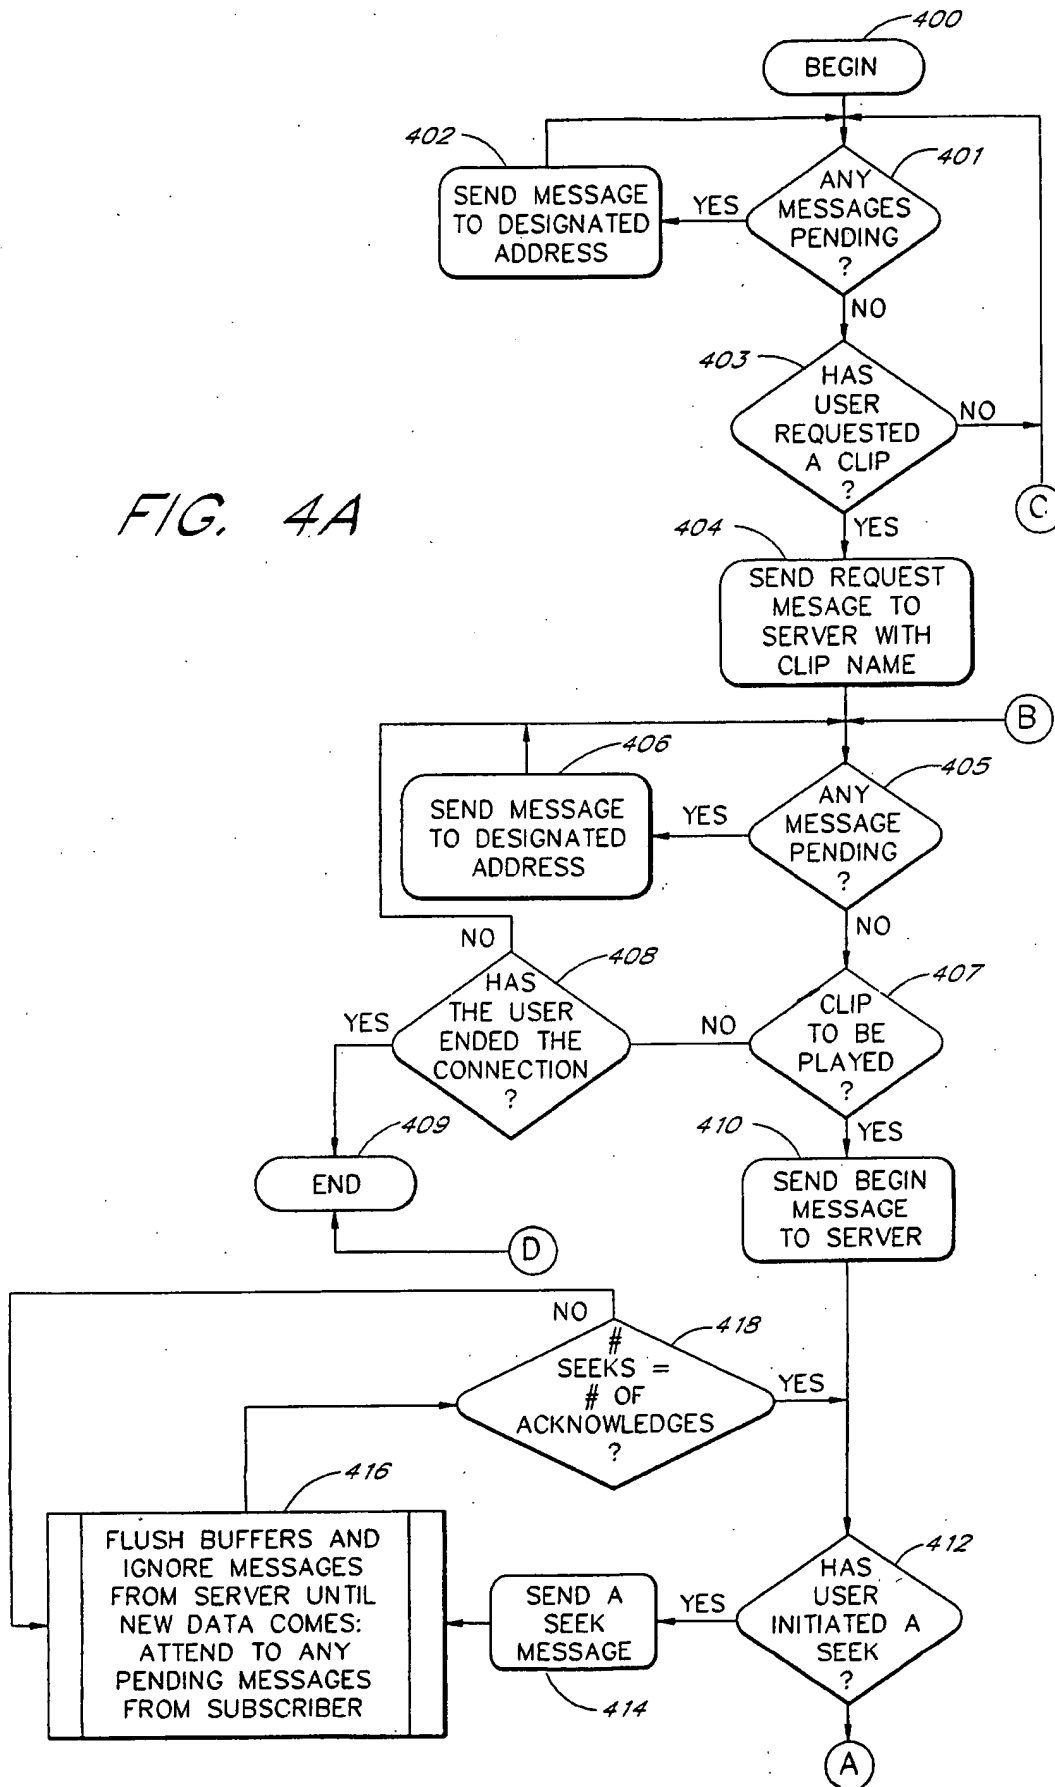 400
BEGIN
402
401
SEND MESSAGE
TO DESIGNATED
ADDRESS
YES
ANY
MESSAGES
PENDING
?
NO
403
HAS
USER
REQUESTED
A CLIP
?
NO
C
FIG. 4A
YES
404
SEND REQUEST
MESAGE TO
SERVER WITH
CLIP NAME
B
406
405
SEND MESSAGE
TO DESIGNATED
ADDRESS
YES
ANY
MESSAGE
PENDING
?
NO
NO
408
407
HAS
THE USER
ENDED THE
CONNECTION
?
YES
NO
CLIP
TO BE
PLAYED
?
409
END
YES
410
SEND BEGIN
MESSAGE
TO SERVER
D
NO
418
#
SEEKS =
# OF
ACKNOWLEDGES
?
YES
416
FLUSH BUFFERS AND
IGNORE MESSAGES
FROM SERVER UNTIL
NEW DATA COMES:
ATTEND TO ANY
PENDING MESSAGES
FROM SUBSCRIBER
SEND A
SEEK
MESSAGE
414
YES
412
HAS
USER
INITIATED A
SEEK
?
A